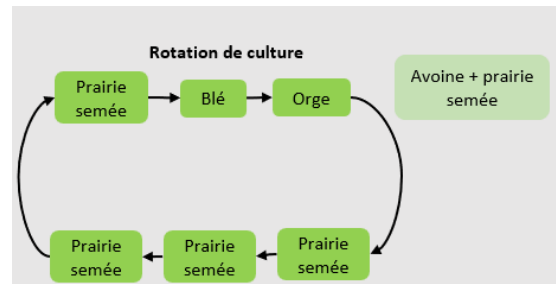 Rotation de culture
Prairie
semée
Blé
Orge
Avoine + prairie
semée
Prairie
semée
Prairie
semée
Prairie
semée